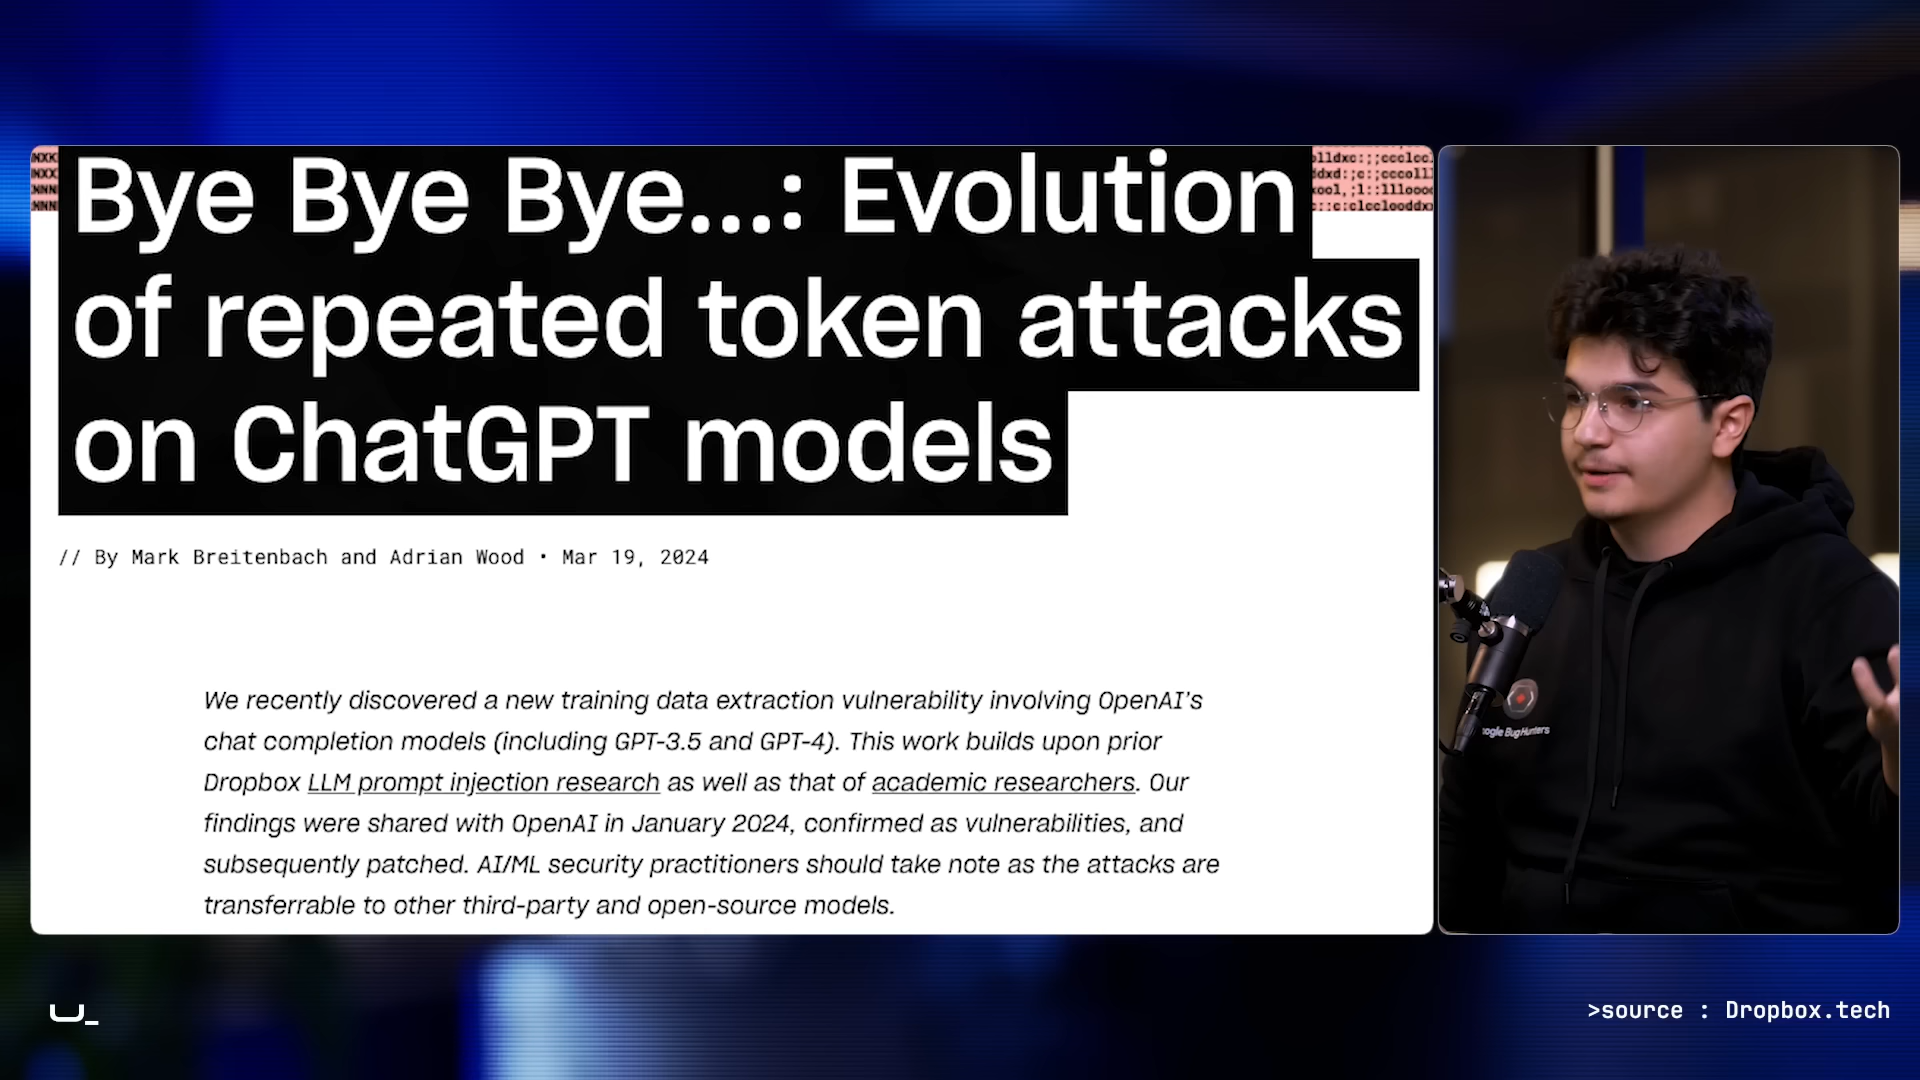 Bye Bye Bye...: Evolution
of repeated token attacks
on ChatGPT models
// By Mark Breitenbach and Adrian Wood • Mar 19, 2024
We recently discovered a new training data extraction vulnerability involving OpenAI's
chat completion models (including GPT-3.5 and GPT-4). This work builds upon prior
Dropbox LLM prompt injection research as well as that of academic researchers. Our
findings were shared with OpenAI in January 2024, confirmed as vulnerabilities, and
subsequently patched. AI/ML security practitioners should take note as the attacks are
transferrable to other third-party and open-source models.
Bug Hunters
>source : Dropbox.tech